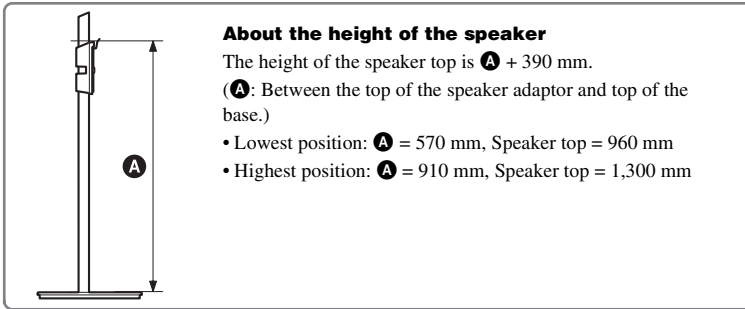 About the height of the speaker
The height of the speaker top is A + 390 mm.
(A: Between the top of the speaker adaptor and top of the
base.)
• Lowest position: A = 570 mm, Speaker top = 960 mm
• Highest position: A = 910 mm, Speaker top = 1,300 mm
A